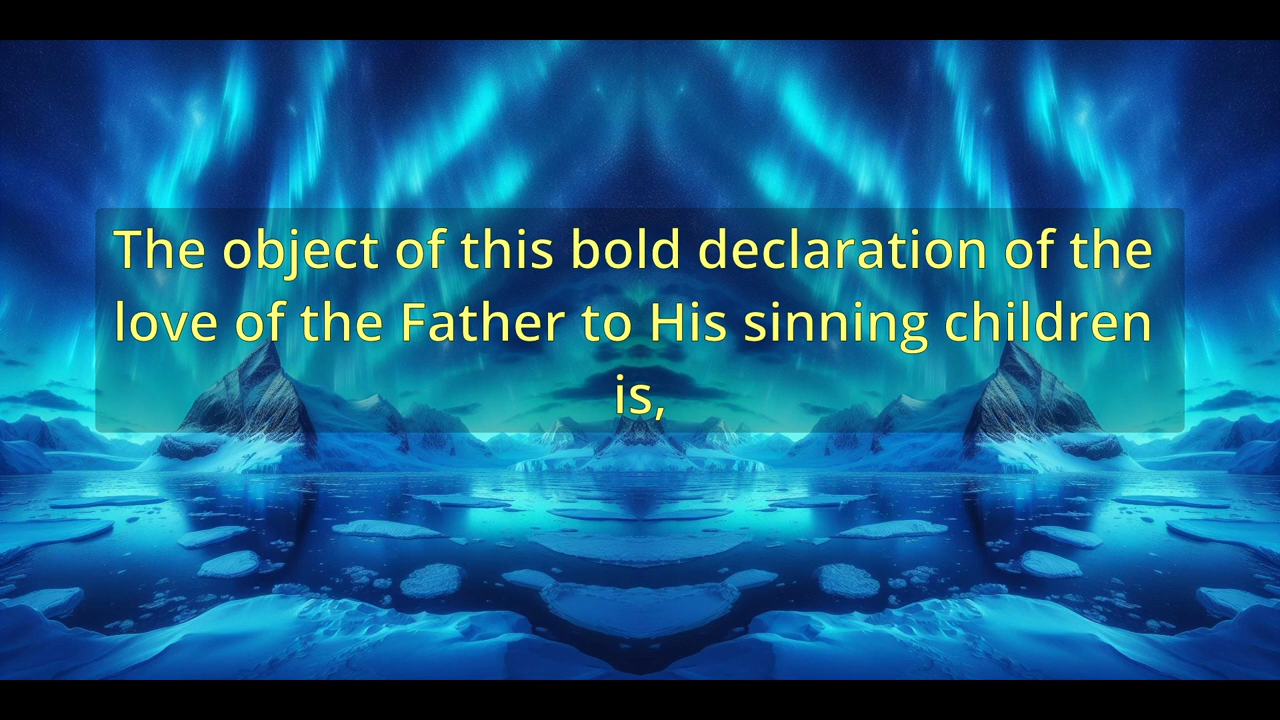 The object of this bold declaration of the
love of the Father to His sinning children
is,